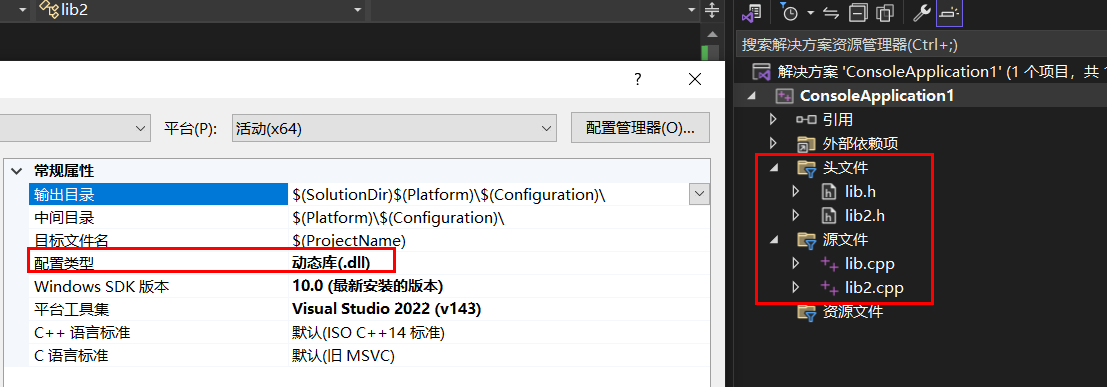 lib2
搜索解决方案资源管理器(Ctrl+;)
解决方案 'ConsoleApplication1' (1 个项目，共 1
ConsoleApplication1
引用
外部依赖项
头文件
lib.h
lib2.h
源文件
lib.cpp
lib2.cpp
资源文件
?
平台(P):
活动(x64)
配置管理器(O)...
常规属性
输出目录 $(SolutionDir)$(Platform)\$(Configuration)\
中间目录 $(Platform)\$(Configuration)\
目标文件名 $(ProjectName)
配置类型 动态库(.dll)
Windows SDK 版本 10.0 (最新安装的版本)
平台工具集 Visual Studio 2022 (v143)
C++ 语言标准 默认(ISO C++14 标准)
C 语言标准 默认(旧 MSVC)